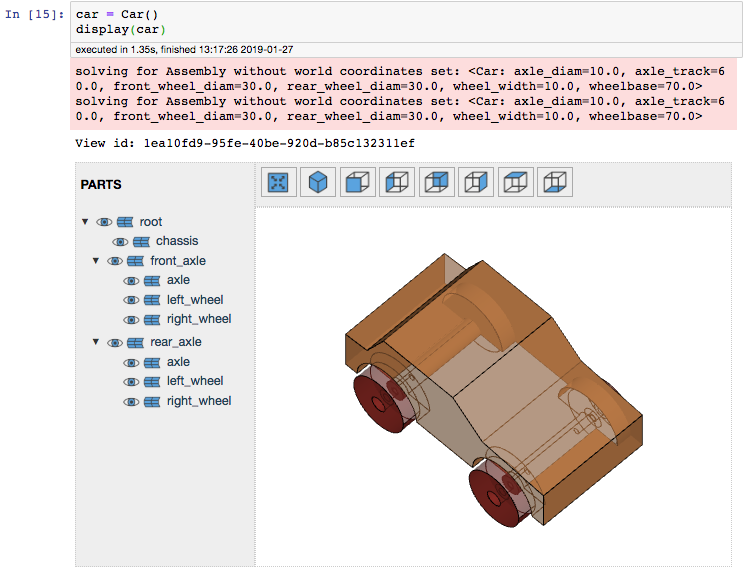 In [15]: car = Car()
display(car)
executed in 1.35s, finished 13:17:26 2019-01-27
solving for Assembly without world coordinates set: <Car: axle_diam=10.0, axle_track=6
0.0, front_wheel_diam=30.0, rear_wheel_diam=30.0, wheel_width=10.0, wheelbase=70.0>
solving for Assembly without world coordinates set: <Car: axle_diam=10.0, axle_track=6
0.0, front_wheel_diam=30.0, rear_wheel_diam=30.0, wheel_width=10.0, wheelbase=70.0>
View id: 1ea10fd9-95fe-40be-920d-b85c132311ef
PARTS
root
chassis
front_axle
axle
left_wheel
right_wheel
rear_axle
axle
left_wheel
right_wheel